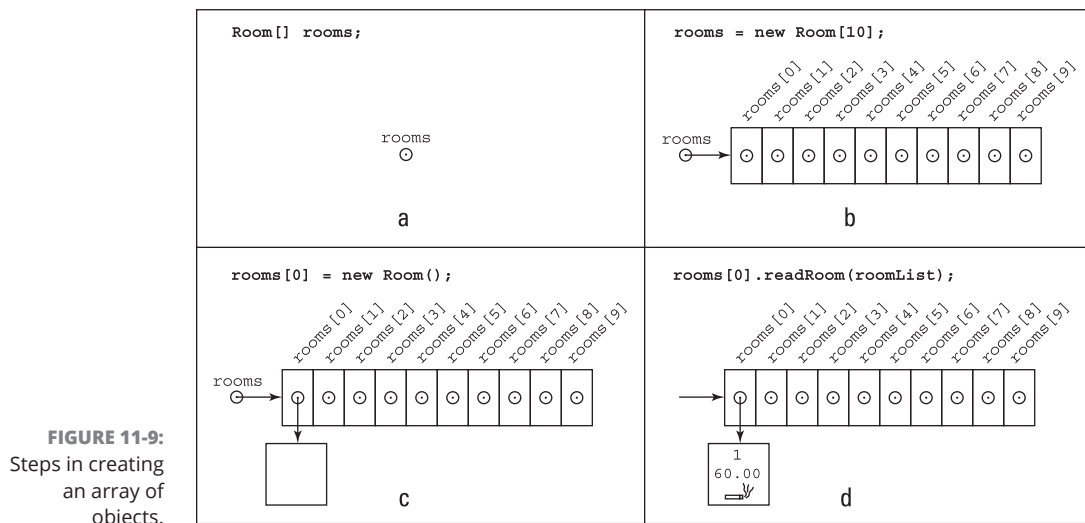 Room[] rooms;
rooms
a
rooms = new Room[10];
rooms[0]
rooms[1]
rooms[2]
rooms[3]
rooms[4]
rooms[5]
rooms[6]
rooms[7]
rooms[8]
rooms[9]
rooms
b
rooms[0] = new Room();
rooms[0]
rooms[1]
rooms[2]
rooms[3]
rooms[4]
rooms[5]
rooms[6]
rooms[7]
rooms[8]
rooms[9]
rooms
c
rooms[0].readRoom(roomList);
rooms[0]
rooms[1]
rooms[2]
rooms[3]
rooms[4]
rooms[5]
rooms[6]
rooms[7]
rooms[8]
rooms[9]
1
60.00
d
FIGURE 11-9:
Steps in creating
an array of
objects.